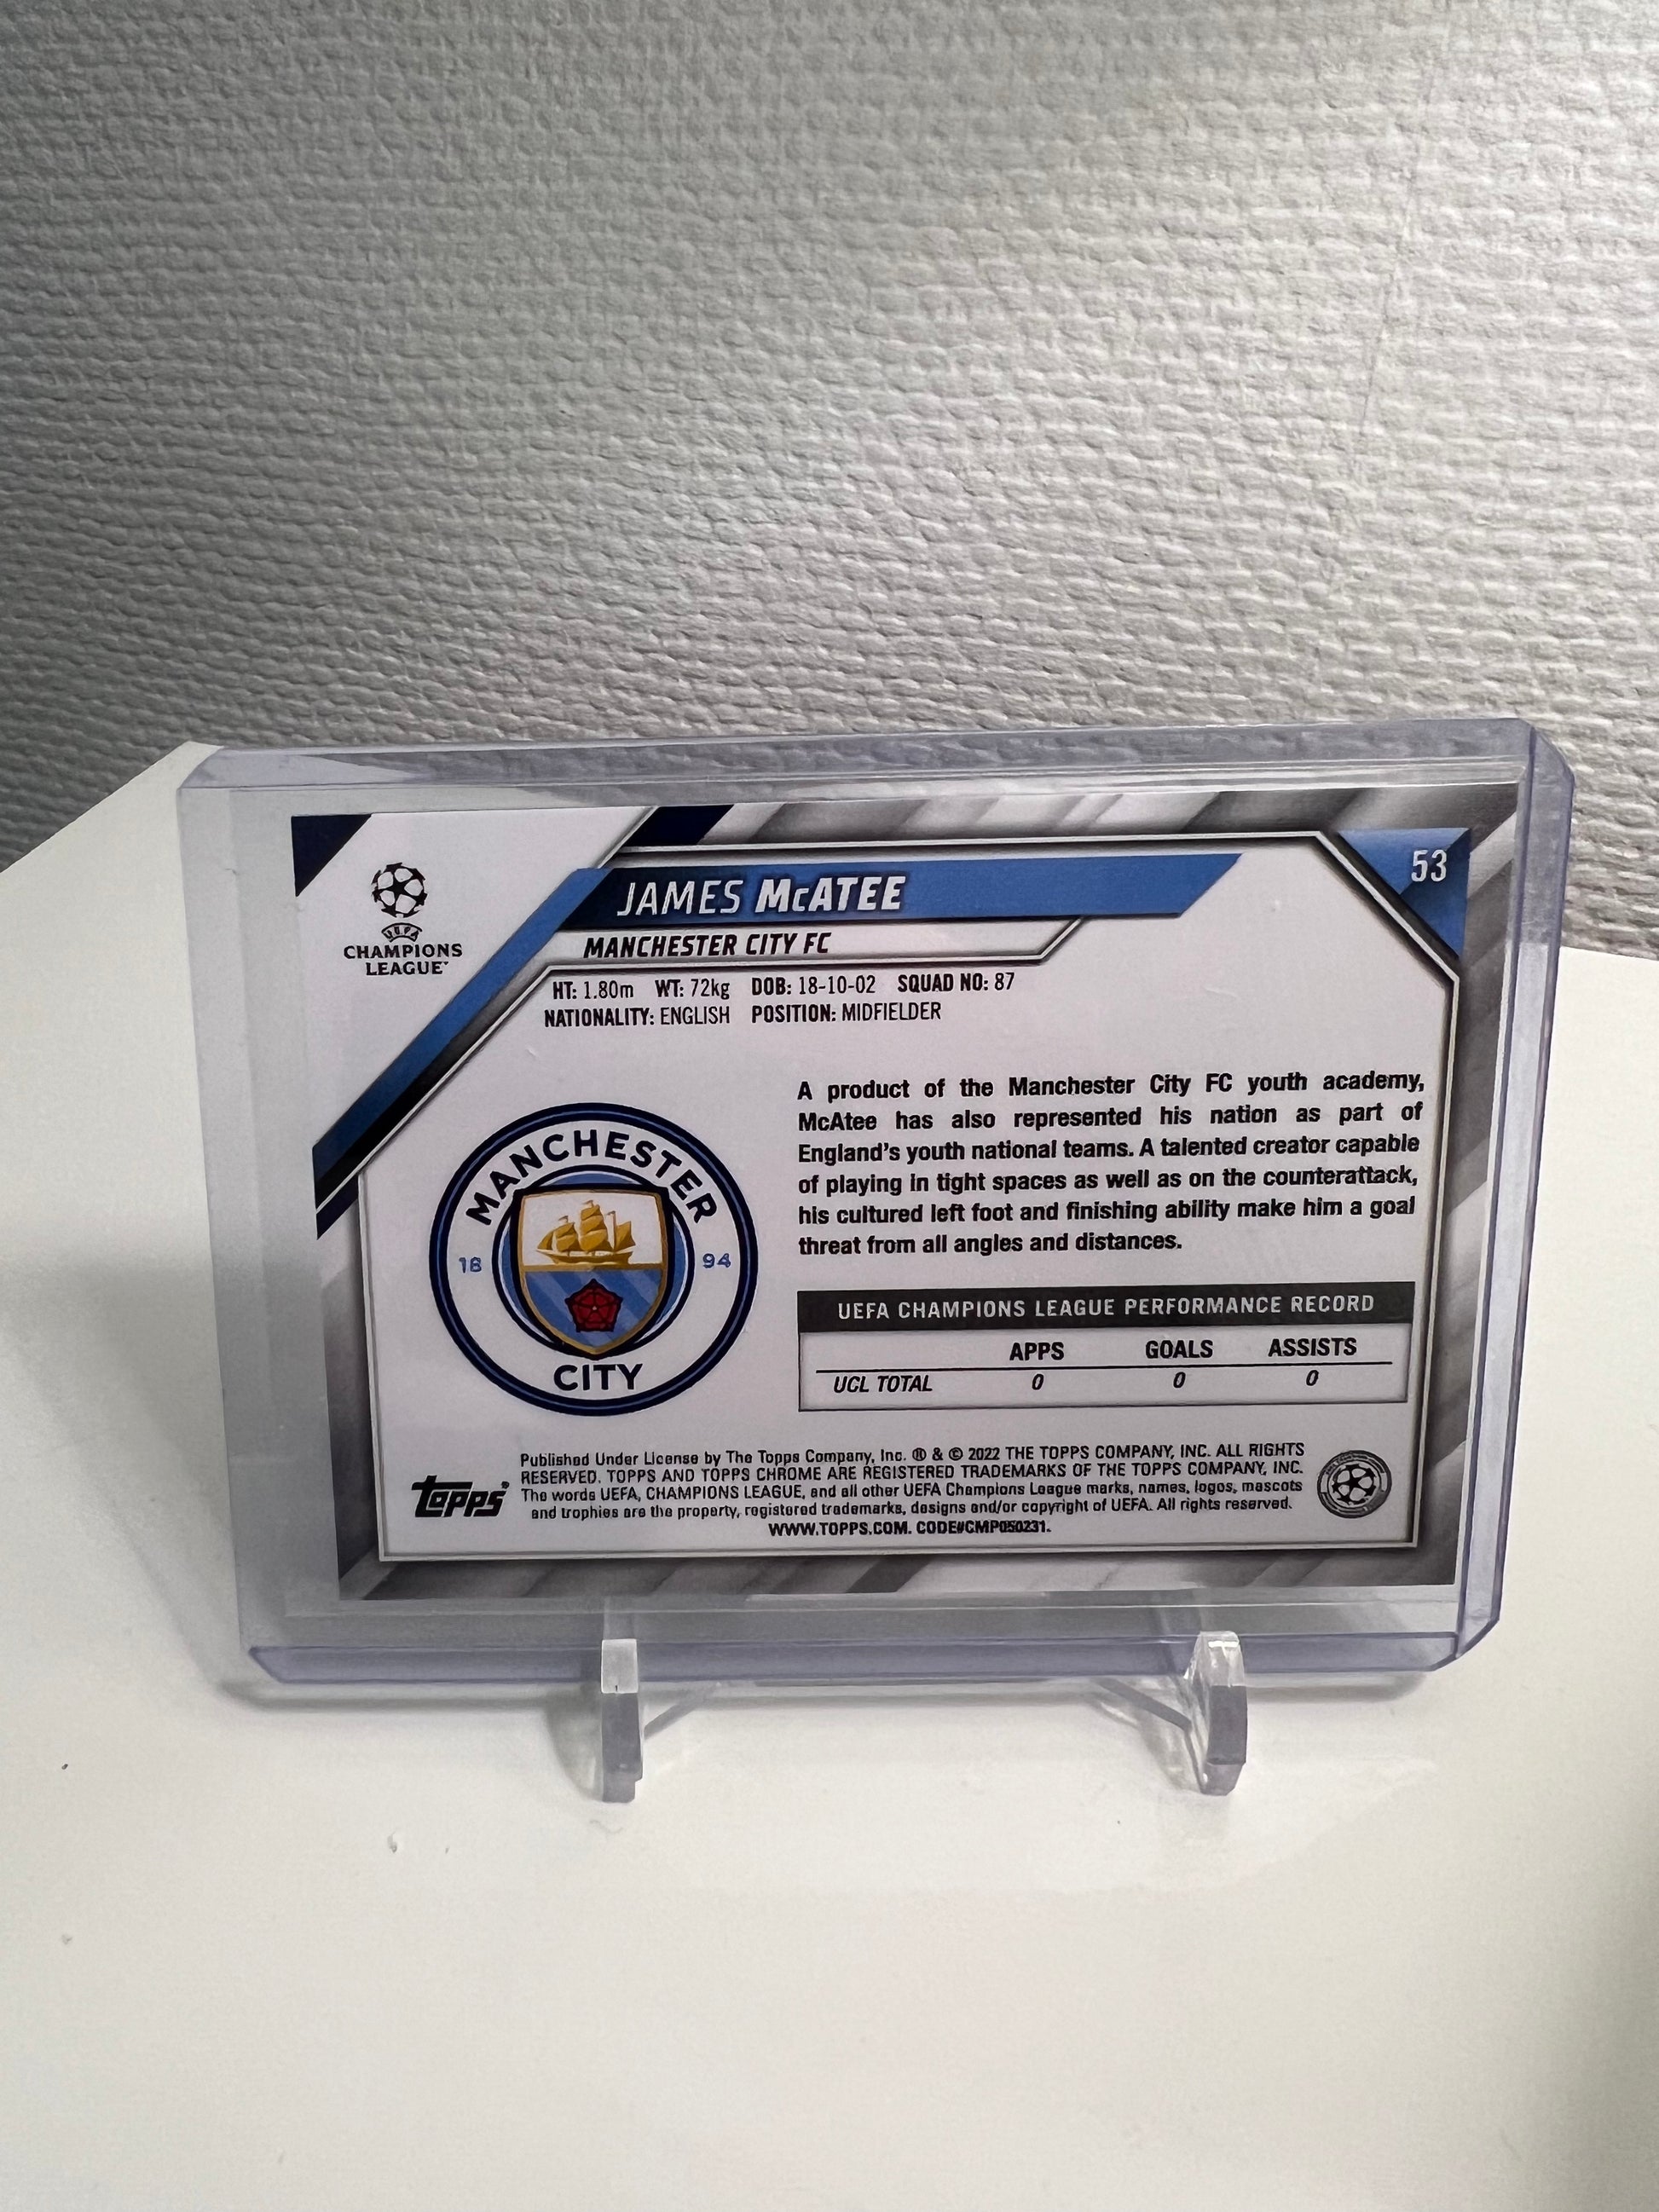 53
JAMES McATEE
UEFA
CHAMPIONS
LEAGUE
MANCHESTER CITY FC
HT: 1.80m WT: 72kg DOB: 18-10-02 SQUAD NO: 87
NATIONALITY: ENGLISH POSITION: MIDFIELDER
A product of the Manchester City FC youth academy,
McAtee has also represented his nation as part of
England's youth national teams. A talented creator capable
of playing in tight spaces as well as on the counterattack,
his cultured left foot and finishing ability make him a goal
threat from all angles and distances.
MANCHESTER
18 94
CITY
UEFA CHAMPIONS LEAGUE PERFORMANCE RECORD
APPS GOALS ASSISTS
UCL TOTAL 0 0 0
topps
Published Under License by The Topps Company, Inc. ® & © 2022 THE TOPPS COMPANY, INC. ALL RIGHTS
RESERVED. TOPPS AND TOPPS CHROME ARE REGISTERED TRADEMARKS OF THE TOPPS COMPANY, INC.
The words UEFA, CHAMPIONS LEAGUE, and all other UEFA Champions League marks, names, logos, mascots
and trophies are the property, registered trademarks, designs and/or copyright of UEFA. All rights reserved.
WWW.TOPPS.COM. CODE#CMP050231.